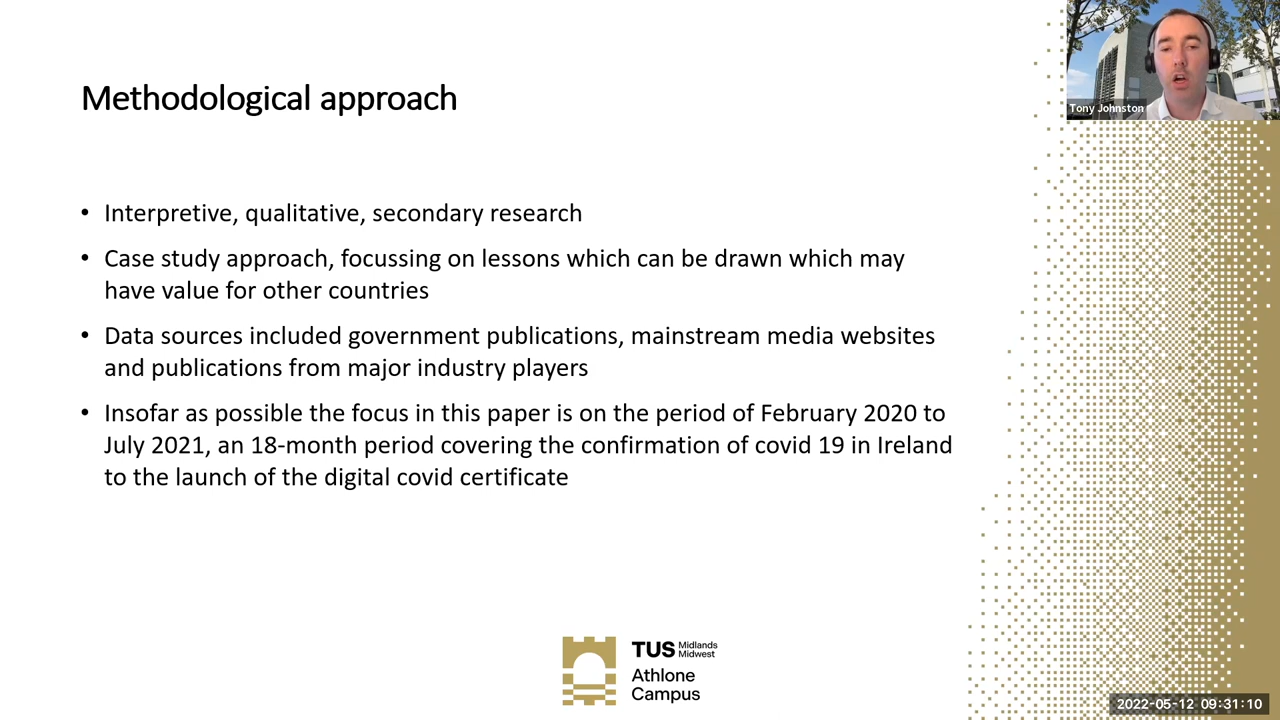 Methodological approach
Tony Johnston
• Interpretive, qualitative, secondary research
• Case study approach, focussing on lessons which can be drawn which may
have value for other countries
• Data sources included government publications, mainstream media websites
and publications from major industry players
• Insofar as possible the focus in this paper is on the period of February 2020 to
July 2021, an 18-month period covering the confirmation of covid 19 in Ireland
to the launch of the digital covid certificate
TUS Midlands
Midwest
Athlone
Campus
2022-05-12 09:31:10